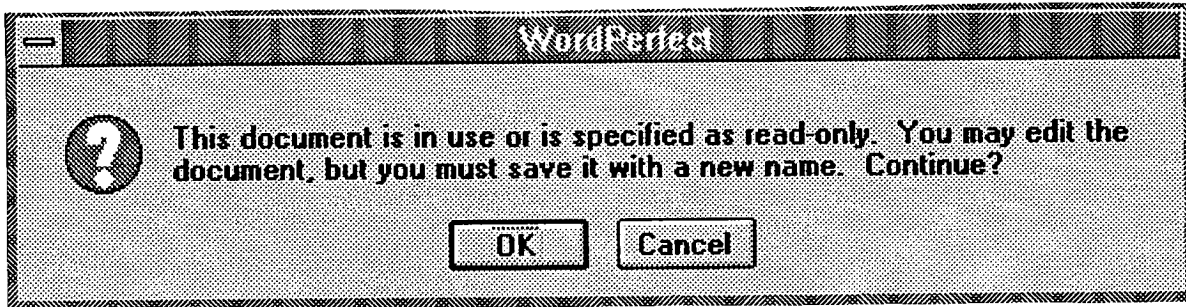 WordPerfect
This document is in use or is specified as read-only.  You may edit the
document, but you must save it with a new name.  Continue?
OK
Cancel